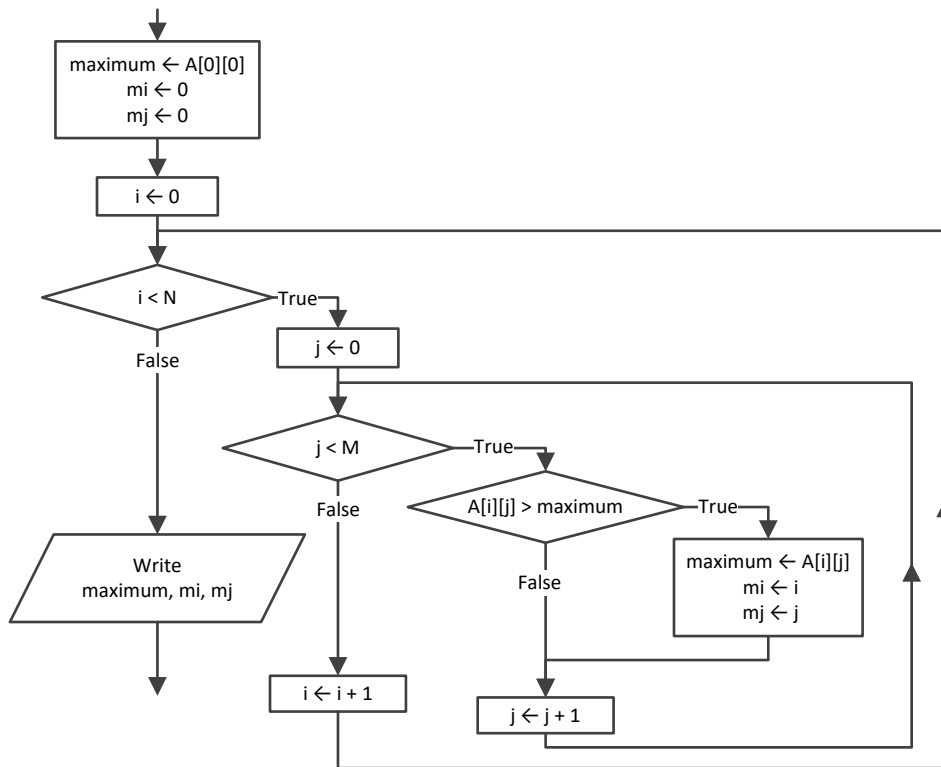 maximum ← A[0][0]
mi ← 0
mj ← 0
i ← 0
i < N
True
j ← 0
False
j < M
True
A[i][j] > maximum
True
False
maximum ← A[i][j]
mi ← i
mj ← j
False
Write
maximum, mi, mj
i ← i + 1
j ← j + 1